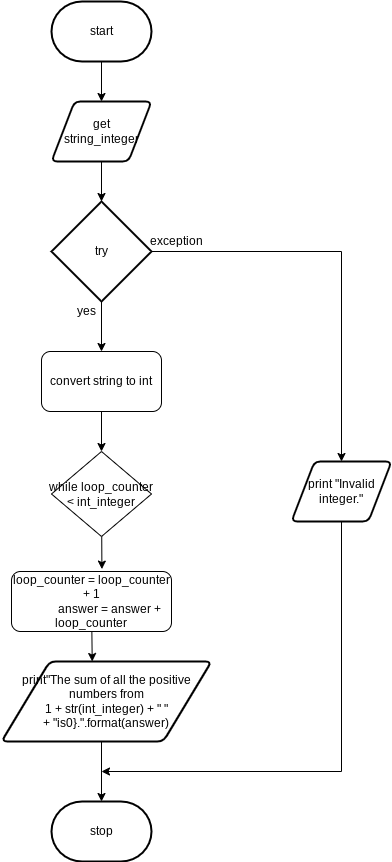 start
get
string_integer
try
exception
yes
convert string to int
while loop_counter
< int_integer
print "Invalid
integer."
loop_counter = loop_counter
+ 1
answer = answer +
loop_counter
print"The sum of all the positive
numbers from
1 + str(int_integer) + " "
+ "is0}.".format(answer)
stop